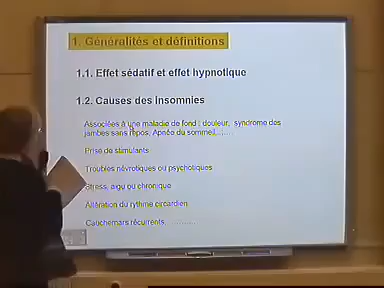 1. Généralités et définitions
1.1. Effet sédatif et effet hypnotique
1.2. Causes des insomnies
Associées à une maladie de fond : douleur, syndrome des
jambes sans repos, Apnée du sommeil……
Prise de stimulants
Troubles névrotiques ou psychotiques
Stress, aigu ou chronique
Altération du rythme circardien
Cauchemars récurrents…………